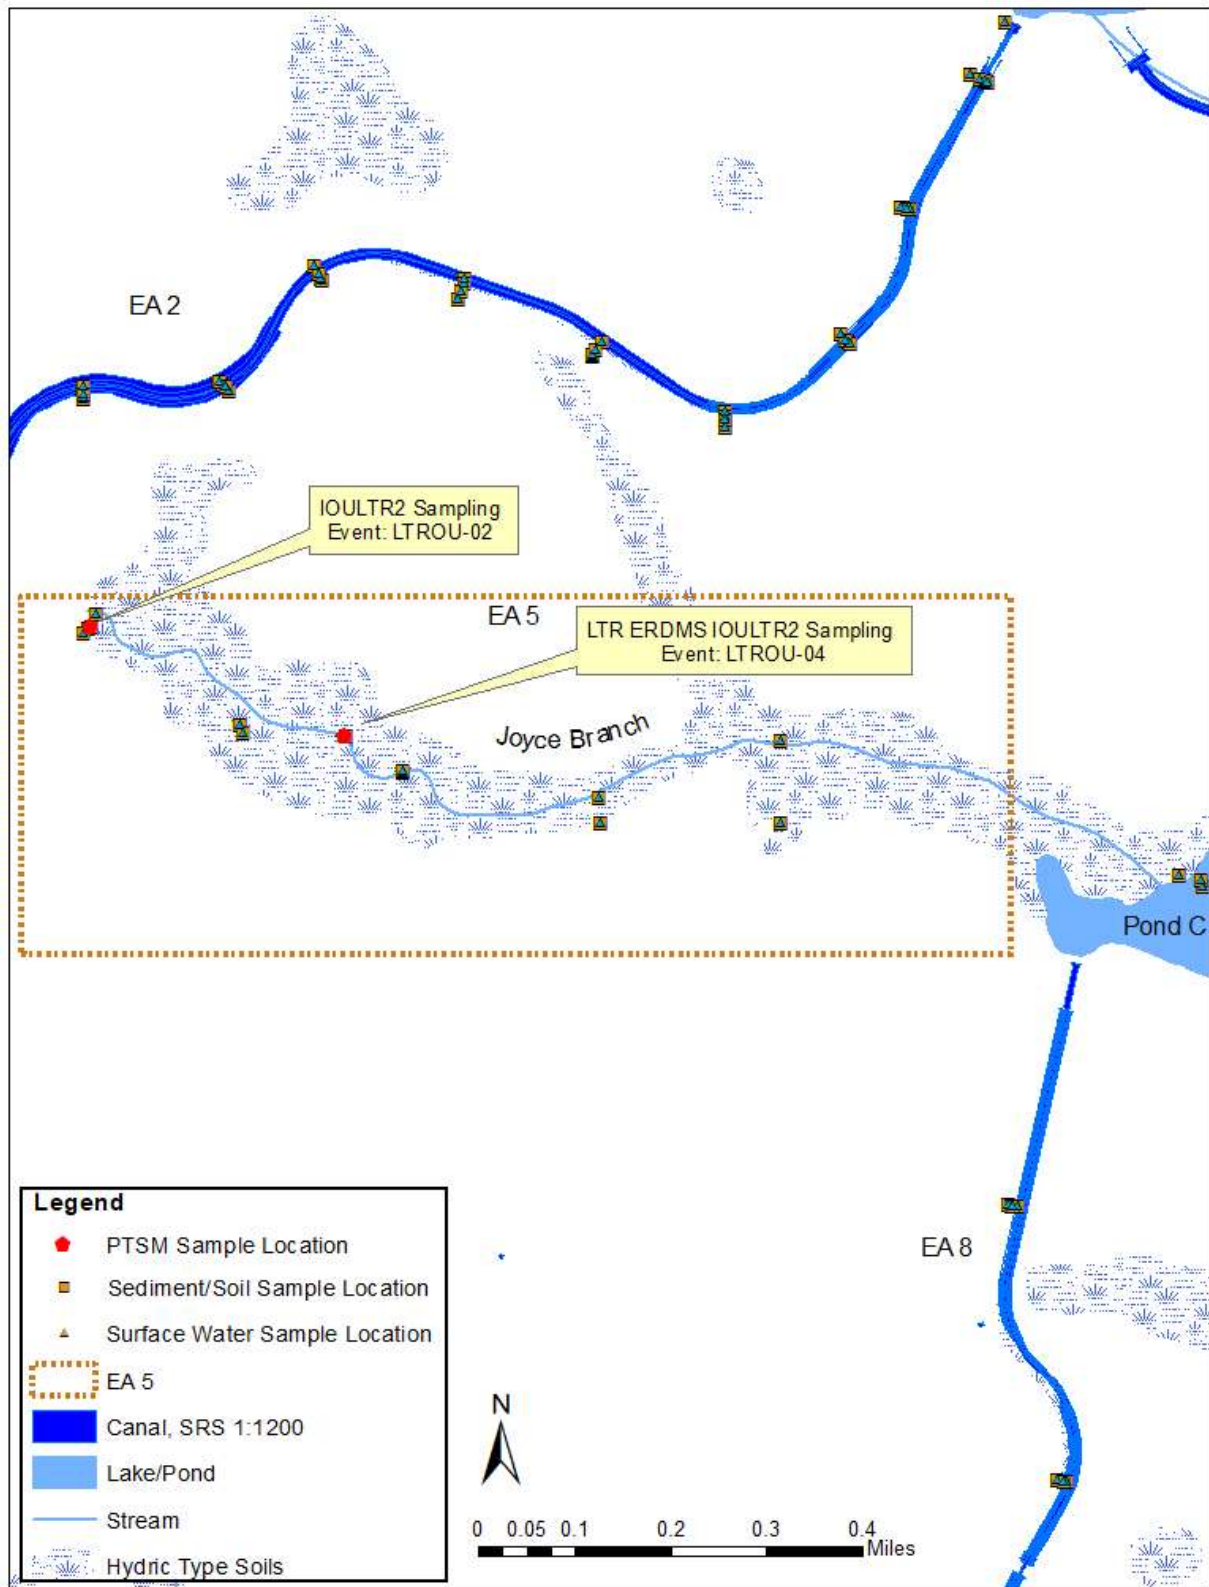 EA 2
IOULTR2 Sampling
Event: LTROU-02
EA 5
LTR ERDMS IOULTR2 Sampling
Event: LTROU-04
Joyce Branch
Pond C
EA 8
Legend
PTSM Sample Location
Sediment/Soil Sample Location
Surface Water Sample Location
EA 5
Canal, SRS 1:1200
Lake/Pond
Stream
Hydric Type Soils
N
0 0.05 0.1 0.2 0.3 0.4
Miles